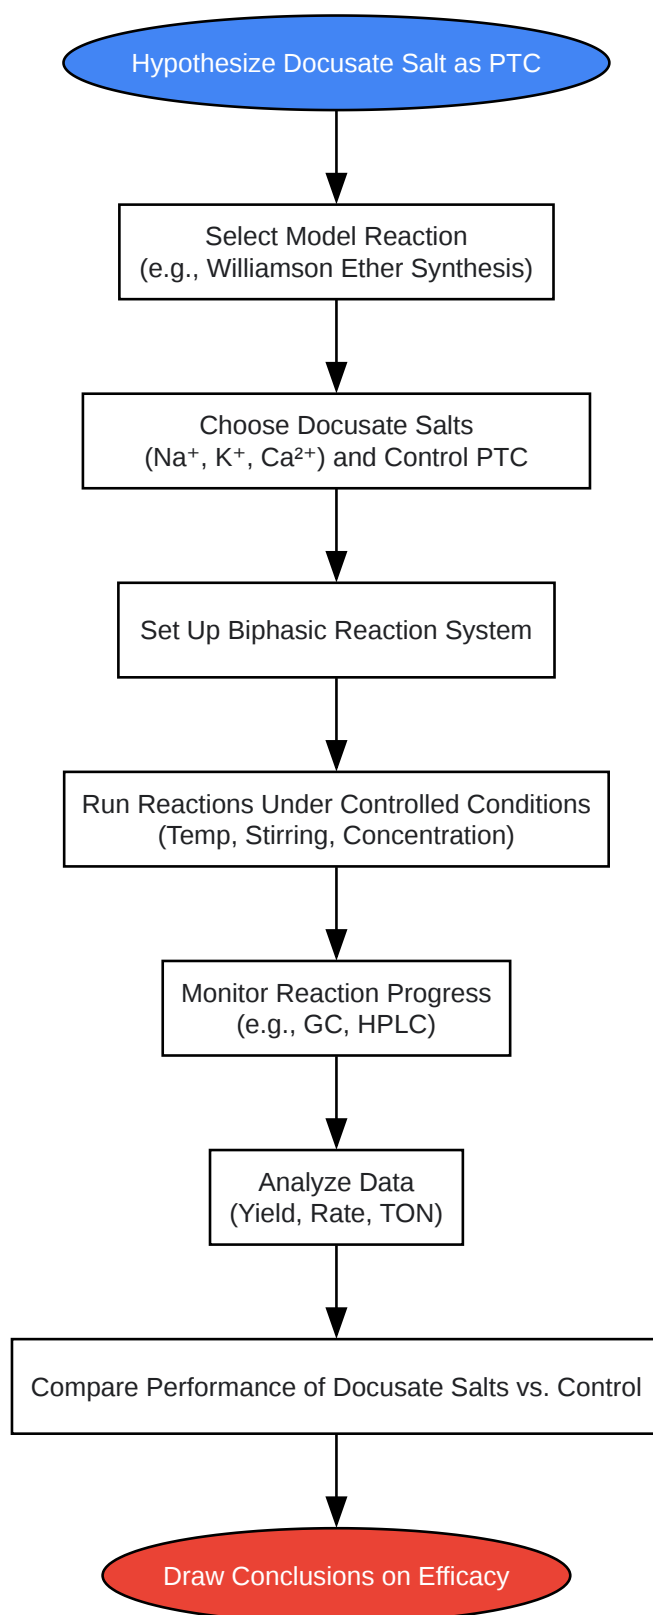 Hypothesize Docusate Salt as PTC
Select Model Reaction
(e.g., Williamson Ether Synthesis)
Choose Docusate Salts
(Na⁺, K⁺, Ca²⁺) and Control PTC
Set Up Biphasic Reaction System
Run Reactions Under Controlled Conditions
(Temp, Stirring, Concentration)
Monitor Reaction Progress
(e.g., GC, HPLC)
Analyze Data
(Yield, Rate, TON)
Compare Performance of Docusate Salts vs. Control
Draw Conclusions on Efficacy